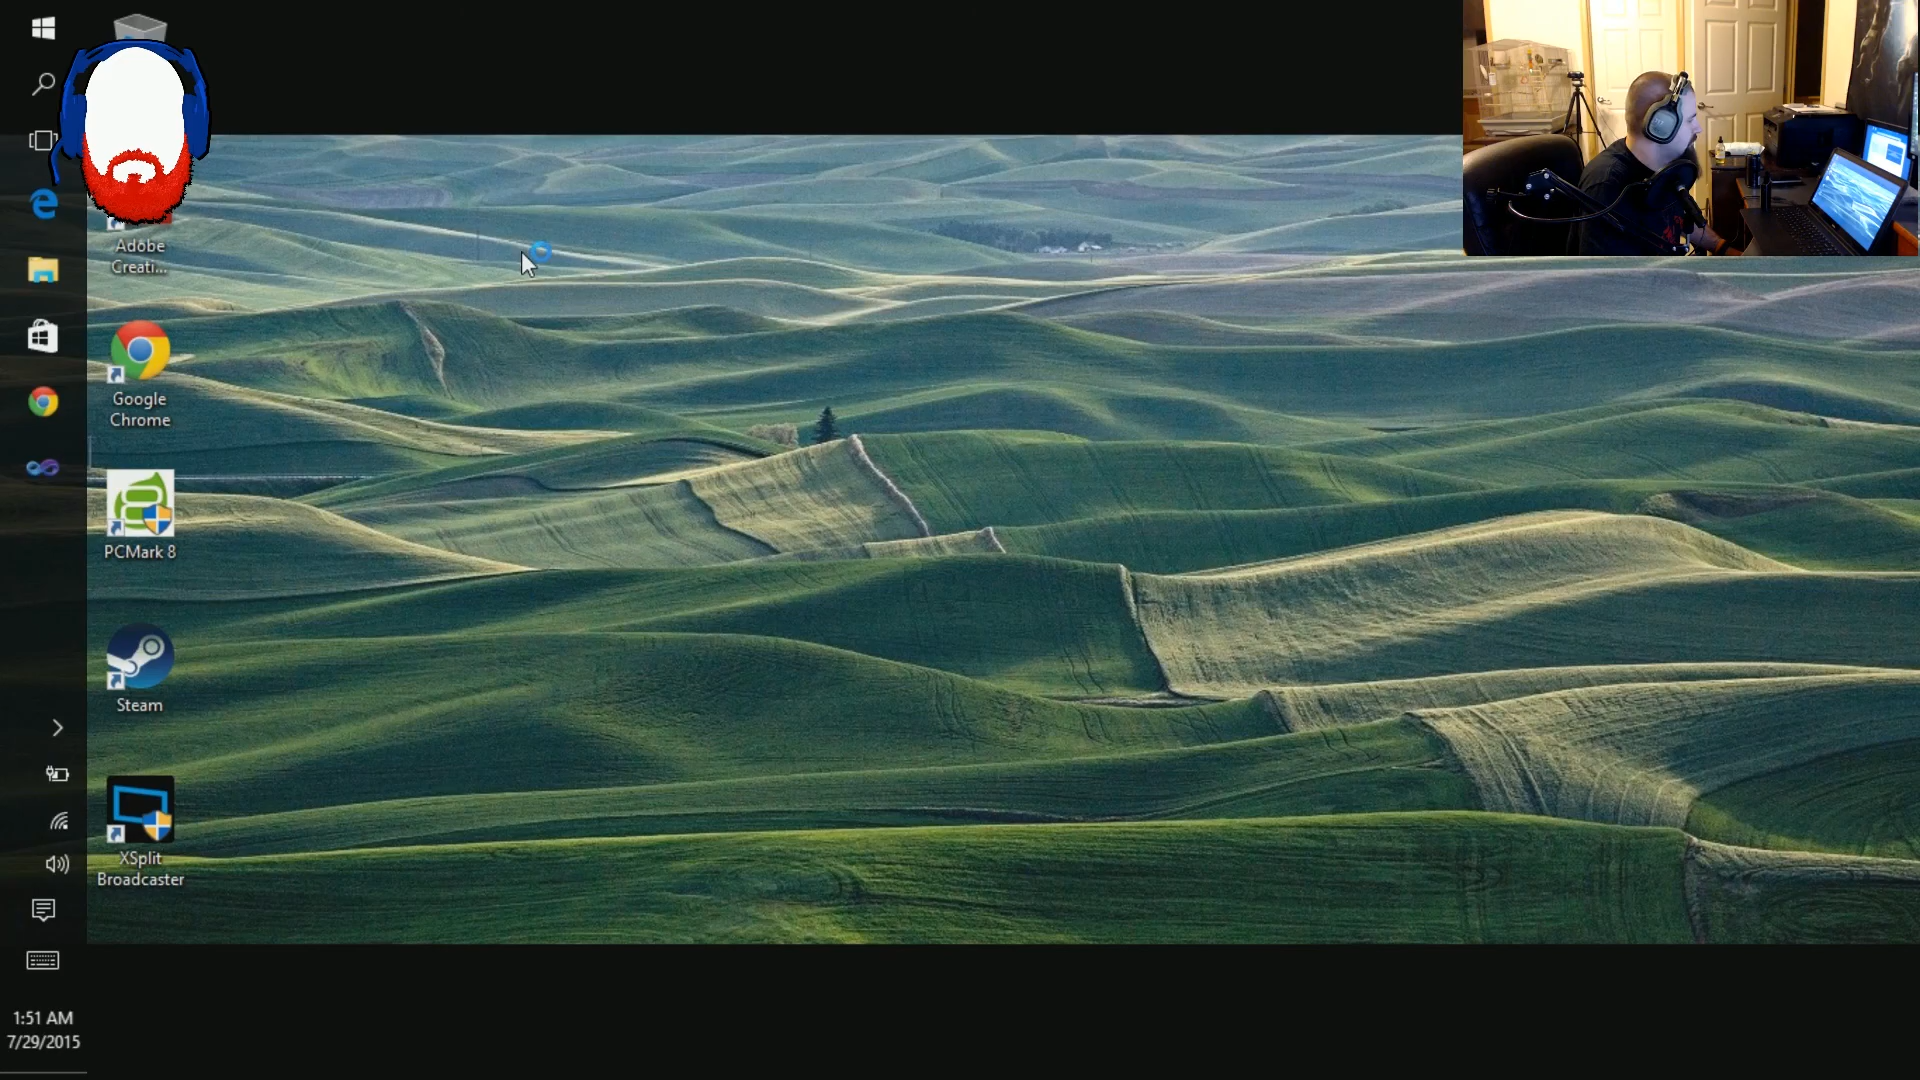 Adobe
Creati...
Google
Chrome
PCMark 8
Steam
XSplit
Broadcaster
1:51 AM
7/29/2015